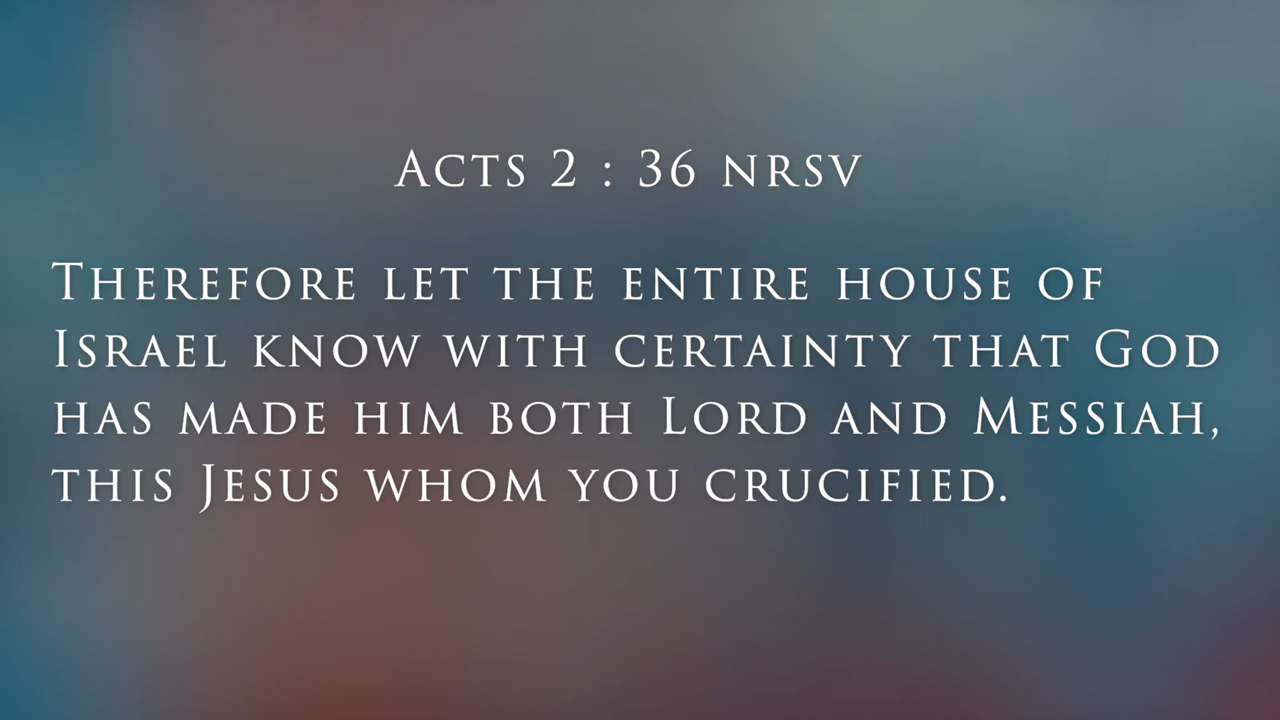 Acts 2 : 36 NRSV
Therefore let the entire house of
Israel know with certainty that God
has made him both Lord and Messiah,
this Jesus whom you crucified.